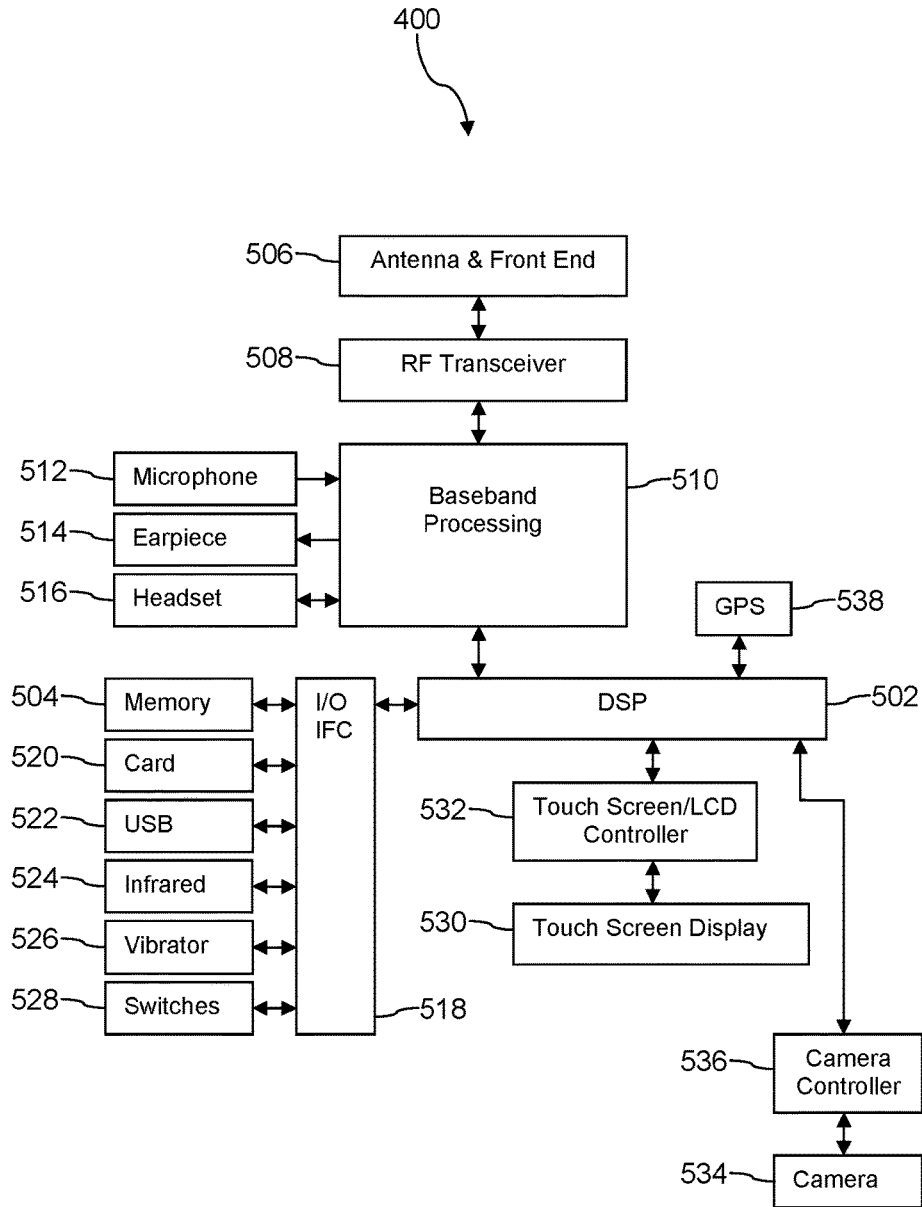 400
506
Antenna & Front End
508
RF Transceiver
512
Microphone
Baseband
Processing
510
514
Earpiece
516
Headset
GPS
538
504
Memory
I/O
IFC
DSP
502
520
Card
522
USB
532
Touch Screen/LCD
Controller
524
Infrared
530
Touch Screen Display
526
Vibrator
528
Switches
518
536
Camera
Controller
534
Camera